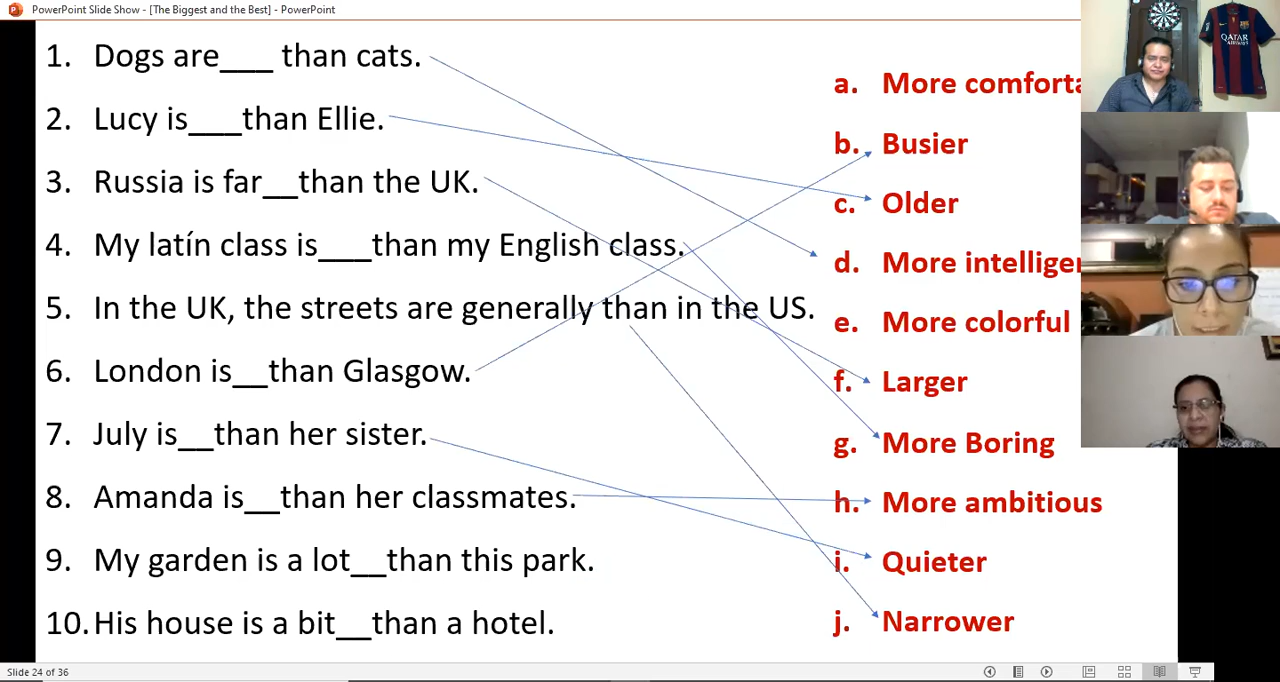 PowerPoint Slide Show - [The Biggest and the Best] - PowerPoint
1. Dogs are___ than cats.
2. Lucy is___than Ellie.
3. Russia is far__than the UK.
4. My latín class is___than my English class.
5. In the UK, the streets are generally than in the US.
6. London is__than Glasgow.
7. July is__than her sister.
8. Amanda is__than her classmates.
9. My garden is a lot__than this park.
10. His house is a bit__than a hotel.
a. More comforta
b. Busier
c. Older
d. More intelligen
e. More colorful
f. Larger
g. More Boring
h. More ambitious
i. Quieter
j. Narrower
QATAR
AIRWAYS
Slide 24 of 36